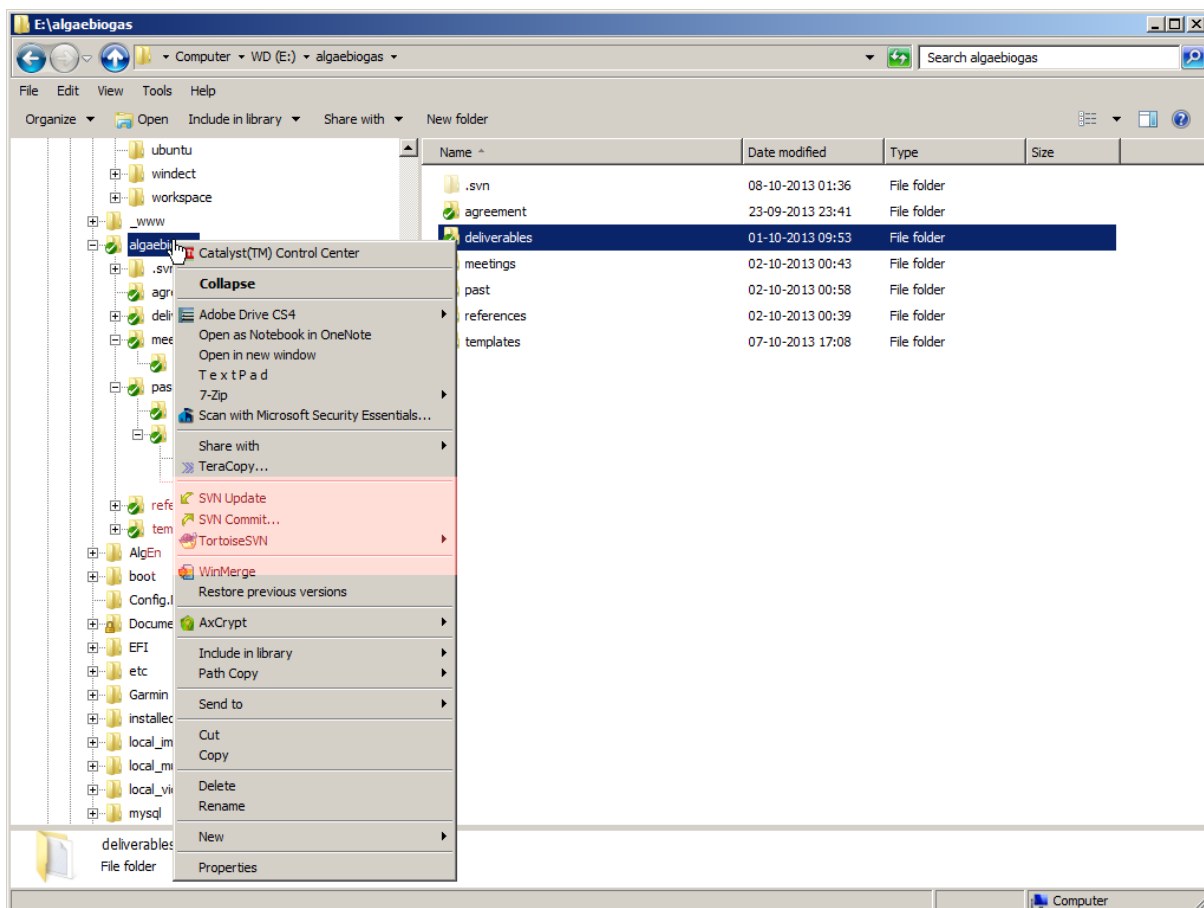 E:\algaebiogas
Computer WD (E:) algaebiogas
Search algaebiogas
File Edit View Tools Help
Organize Open Include in library Share with New folder
ubuntu
windect
workspace
_www
algaebi
.sv
agr
deli
mee
pas
refe
tem
AlgEn
boot
Config.
Docume
EFI
etc
Garmin
installed
local_im
local_m
local_vi
mysql
Catalyst(TM) Control Center
Collapse
Adobe Drive CS4
Open as Notebook in OneNote
Open in new window
TextPad
7-Zip
Scan with Microsoft Security Essentials...
Share with
TeraCopy...
SVN Update
SVN Commit...
TortoiseSVN
WinMerge
Restore previous versions
AxCrypt
Include in library
Path Copy
Send to
Cut
Copy
Delete
Rename
New
Properties
Name Date modified Type Size
.svn 08-10-2013 01:36 File folder
agreement 23-09-2013 23:41 File folder
deliverables 01-10-2013 09:53 File folder
meetings 02-10-2013 00:43 File folder
past 02-10-2013 00:58 File folder
references 02-10-2013 00:39 File folder
templates 07-10-2013 17:08 File folder
deliverables
File folder
Computer